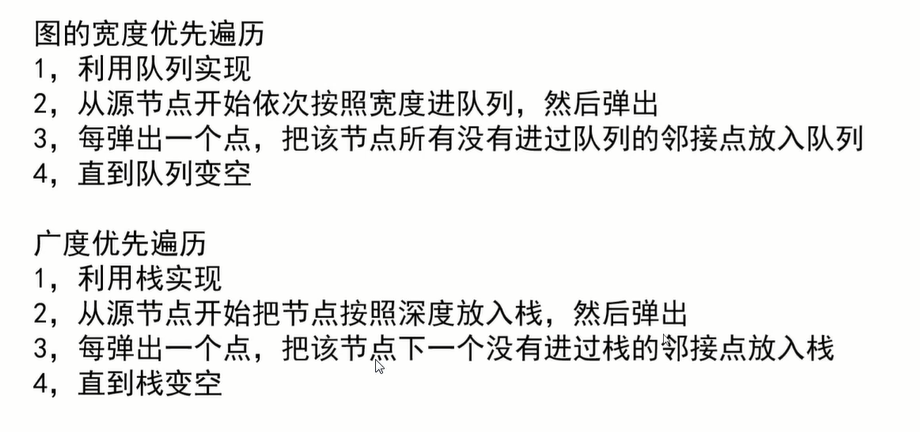 图的宽度优先遍历
1，利用队列实现
2，从源节点开始依次按照宽度进队列，然后弹出
3，每弹出一个点，把该节点所有没有进过队列的邻接点放入队列
4，直到队列变空
广度优先遍历
1，利用栈实现
2，从源节点开始把节点按照深度放入栈，然后弹出
3，每弹出一个点，把该节点下一个没有进过栈的邻接点放入栈
4，直到栈变空